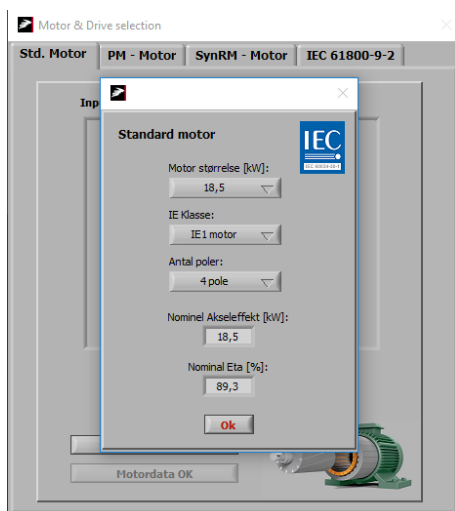 Motor & Drive selection
Std. Motor PM - Motor SynRM - Motor IEC 61800-9-2
Inp
Standard motor
IEC
Motor størrelse [kW]:
18,5
IE Klasse:
IE1 motor
Antal poler:
4 pole
Nominel Akseleffekt [kW]:
18,5
Nominal Eta [%]:
89,3
Ok
Motordata OK